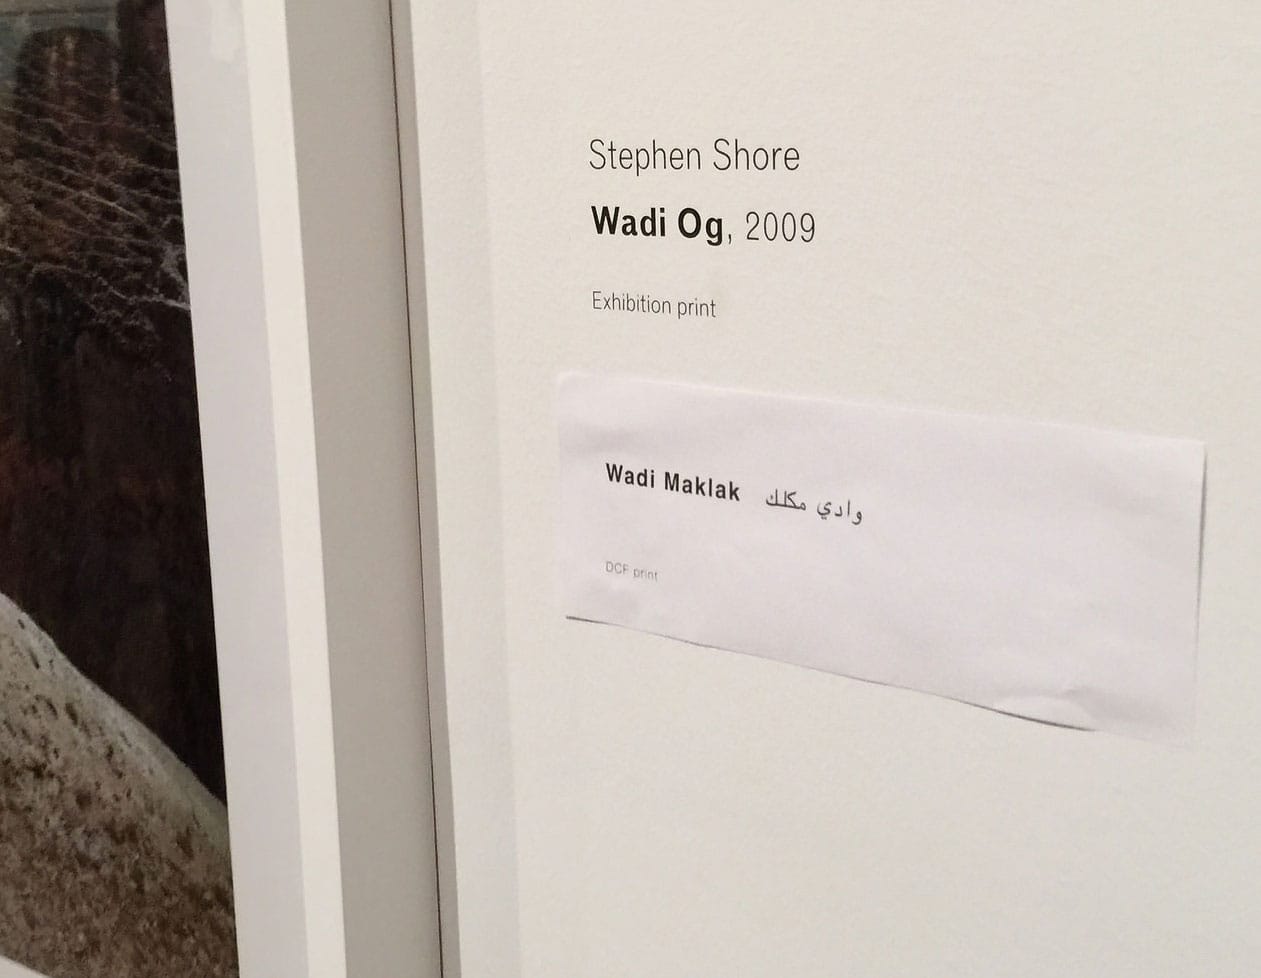 Stephen Shore
Wadi Og, 2009
Exhibition print
Wadi Maklak وادي مكلك
DCF print